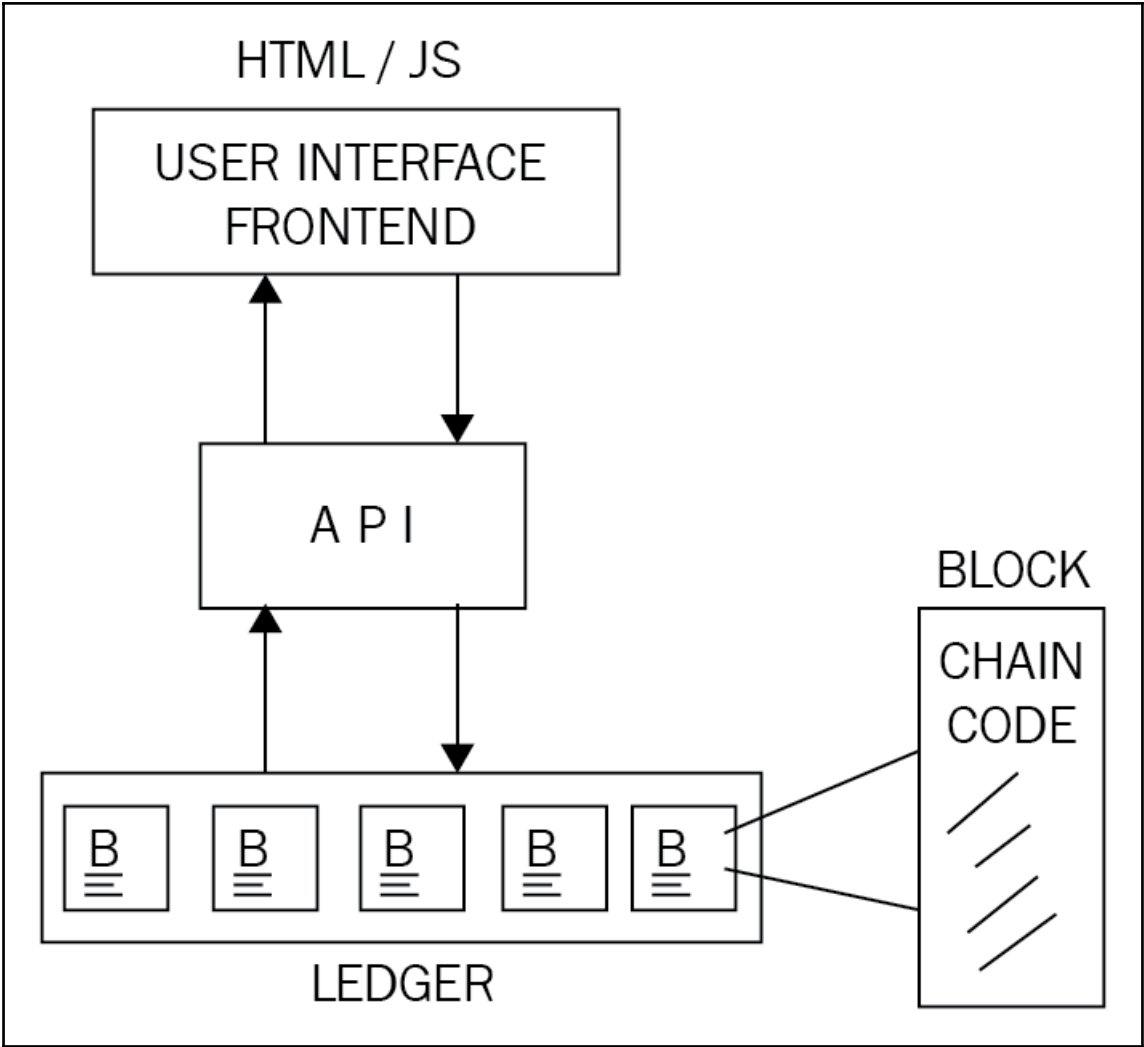 HTML / JS
USER INTERFACE
FRONTEND
A P I
BLOCK
CHAIN
CODE
B
B
B
B
B
LEDGER